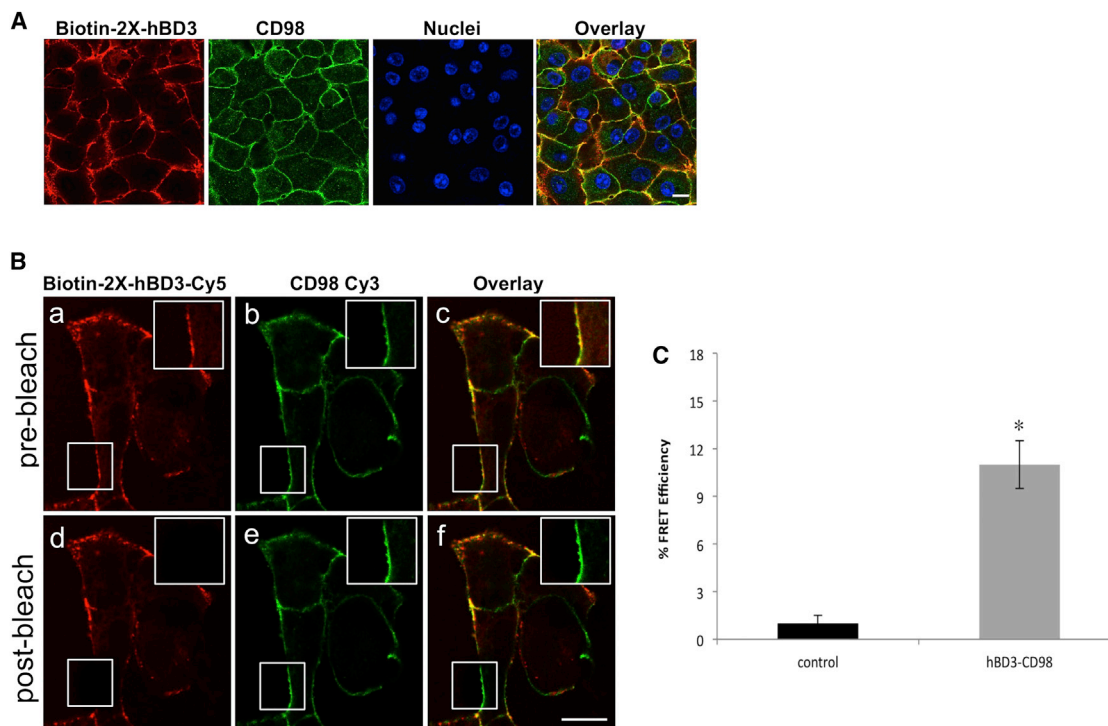 A
Biotin-2X-hBD3 CD98 Nuclei Overlay
B
Biotin-2X-hBD3-Cy5 CD98 Cy3 Overlay
pre-bleach
a b c
post-bleach
d e f
C
% FRET Efficiency
18
15
12
9
6
3
0
*
control hBD3-CD98